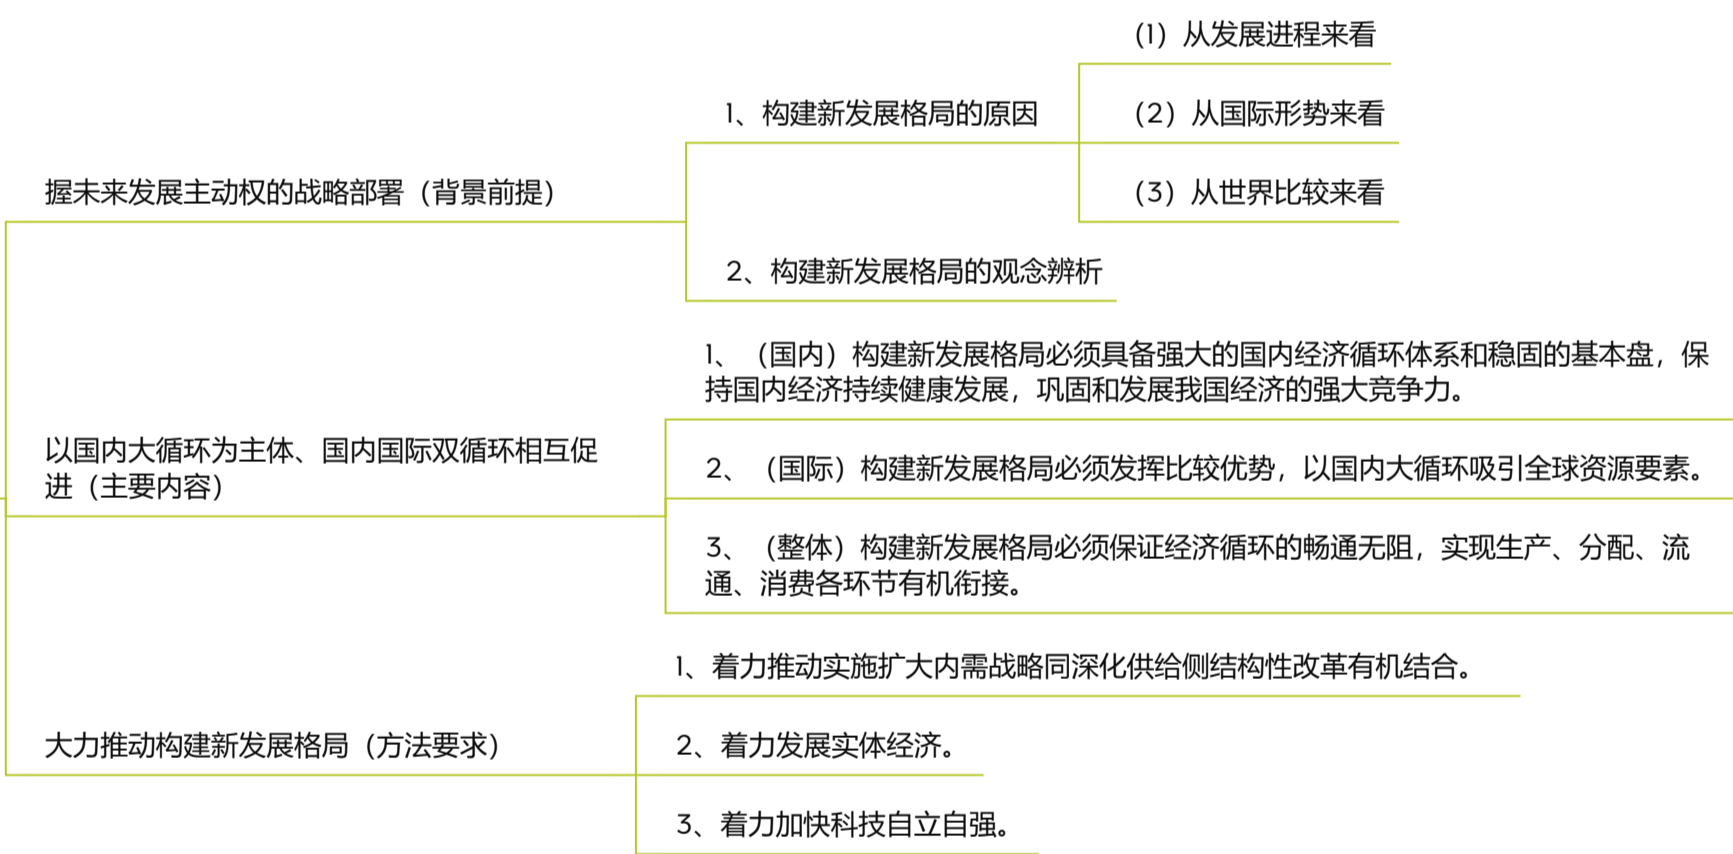 握未来发展主动权的战略部署（背景前提）
1、构建新发展格局的原因
（1）从发展进程来看
（2）从国际形势来看
（3）从世界比较来看
2、构建新发展格局的观念辨析
以国内大循环为主体、国内国际双循环相互促
进（主要内容）
1、（国内）构建新发展格局必须具备强大的国内经济循环体系和稳固的基本盘，保
持国内经济持续健康发展，巩固和发展我国经济的强大竞争力。
2、（国际）构建新发展格局必须发挥比较优势，以国内大循环吸引全球资源要素。
3、（整体）构建新发展格局必须保证经济循环的畅通无阻，实现生产、分配、流
通、消费各环节有机衔接。
大力推动构建新发展格局（方法要求）
1、着力推动实施扩大内需战略同深化供给侧结构性改革有机结合。
2、着力发展实体经济。
3、着力加快科技自立自强。